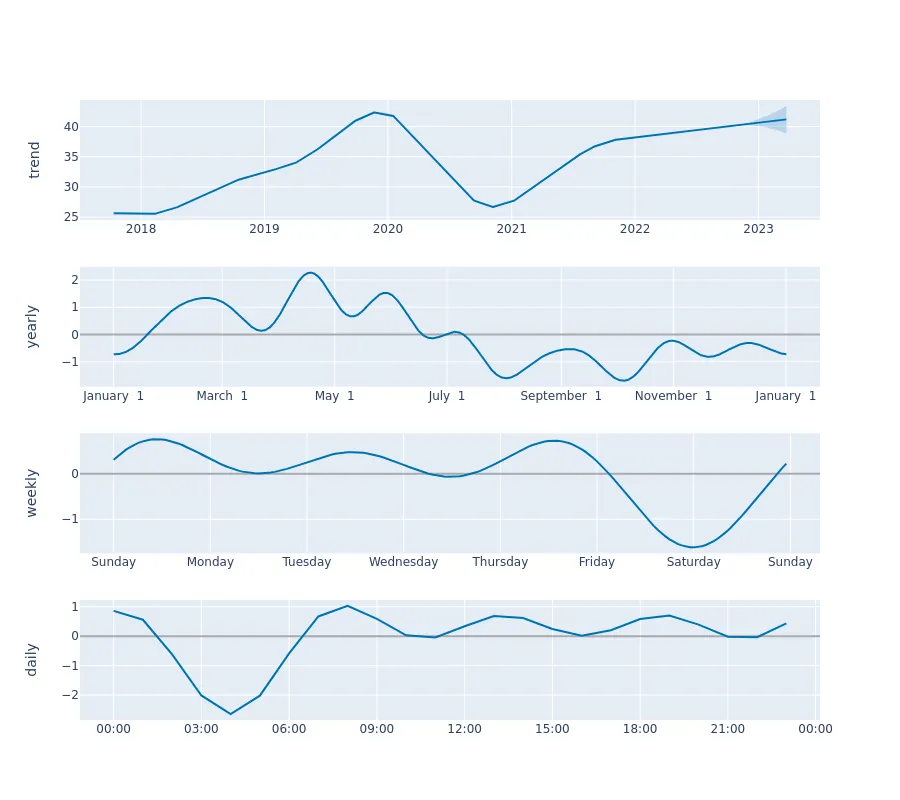 trend
40
35
30
25
2018 2019 2020 2021 2022 2023
yearly
2
1
0
−1
January 1 March 1 May 1 July 1 September 1 November 1 January 1
weekly
0
−1
Sunday Monday Tuesday Wednesday Thursday Friday Saturday Sunday
daily
1
0
−1
−2
00:00 03:00 06:00 09:00 12:00 15:00 18:00 21:00 00:00